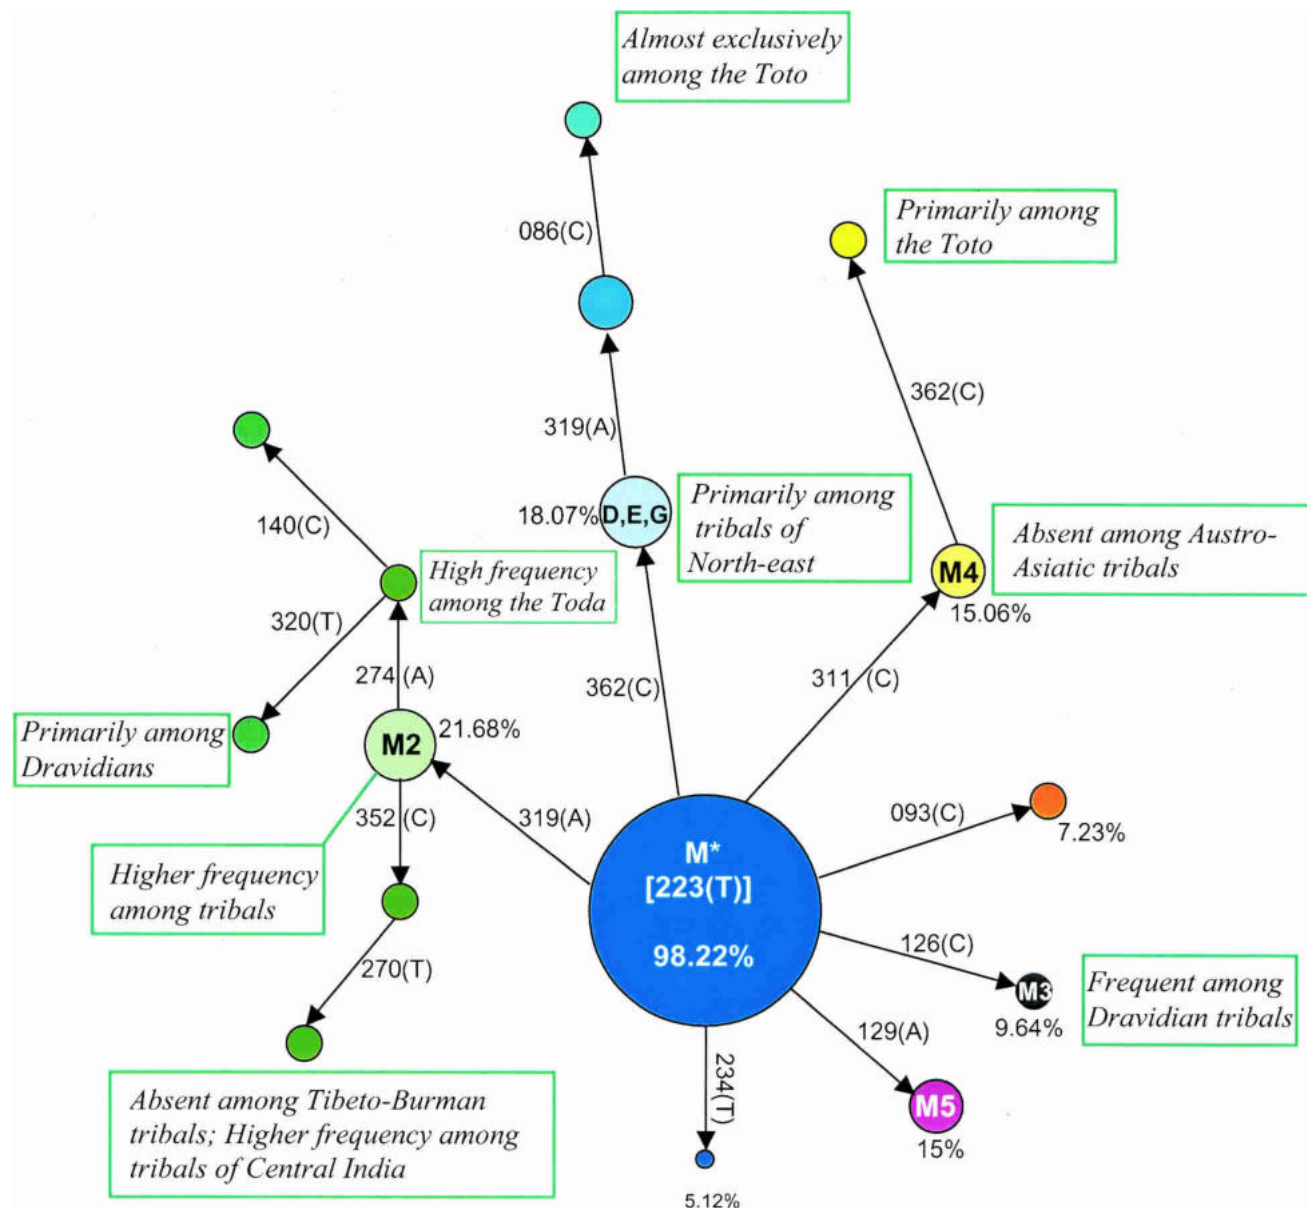 Almost exclusively
among the Toto
086(C)
Primarily among
the Toto
319(A)
362(C)
140(C)
18.07%
D,E,G
Primarily among
tribals of
North-east
Absent among Austro-
Asiatic tribals
M4
15.06%
High frequency
among the Toda
320(T)
274 (A)
362(C)
311 (C)
Primarily among
Dravidians
M2
21.68%
352 (C)
319(A)
Higher frequency
among tribals
270(T)
M*
[223(T)]
98.22%
093(C)
7.23%
126(C)
M3
9.64%
Frequent among
Dravidian tribals
129(A)
M5
15%
234(T)
5.12%
Absent among Tibeto-Burman
tribals; Higher frequency among
tribals of Central India